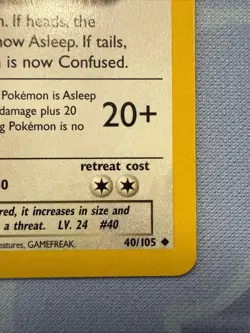 n. If heads, the
now Asleep. If tails,
n is now Confused.
Pokémon is Asleep
damage plus 20
ng Pokémon is no
20+
retreat cost
0
red, it increases in size and
a threat. LV. 24 #40
eatures, GAMEFREAK. 40/105 ◆